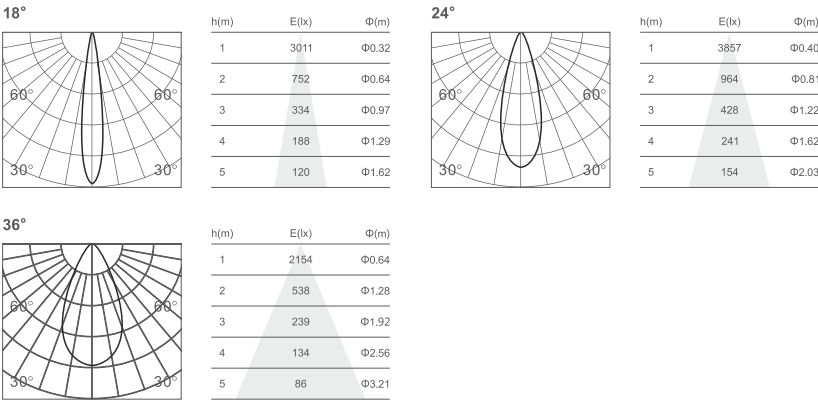 18°
h(m) E(lx) Φ(m)
1 3011 Φ0.32
2 752 Φ0.64
3 334 Φ0.97
4 188 Φ1.29
5 120 Φ1.62
60° 60°
30° 30°
24°
h(m) E(lx) Φ(m)
1 3857 Φ0.40
2 964 Φ0.81
3 428 Φ1.22
4 241 Φ1.62
5 154 Φ2.03
60° 60°
30° 30°
36°
h(m) E(lx) Φ(m)
1 2154 Φ0.64
2 538 Φ1.28
3 239 Φ1.92
4 134 Φ2.56
5 86 Φ3.21
60° 60°
30° 30°